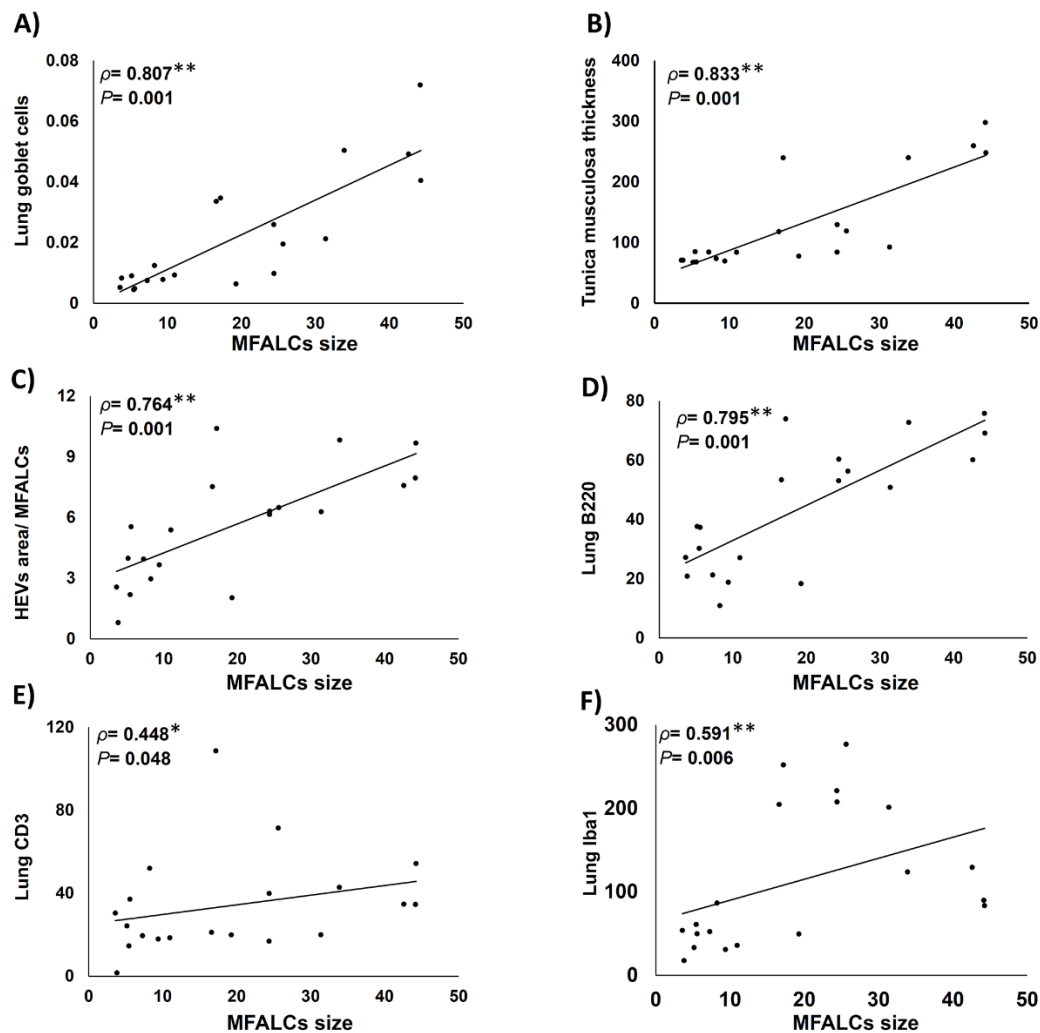 A)
Lung goblet cells
ρ= 0.807**
P= 0.001
0.08
0.06
0.04
0.02
0
0 10 20 30 40 50
MFALCs size
B)
Tunica musculosa thickness
ρ= 0.833**
P= 0.001
400
300
200
100
0
0 10 20 30 40 50
MFALCs size
C)
HEVs area/ MFALCs
ρ= 0.764**
P= 0.001
12
9
6
3
0
0 10 20 30 40 50
MFALCs size
D)
Lung B220
ρ= 0.795**
P= 0.001
80
60
40
20
0
0 10 20 30 40 50
MFALCs size
E)
Lung CD3
ρ= 0.448*
P= 0.048
120
80
40
0
0 10 20 30 40 50
MFALCs size
F)
Lung Iba1
ρ= 0.591**
P= 0.006
300
200
100
0
0 10 20 30 40 50
MFALCs size